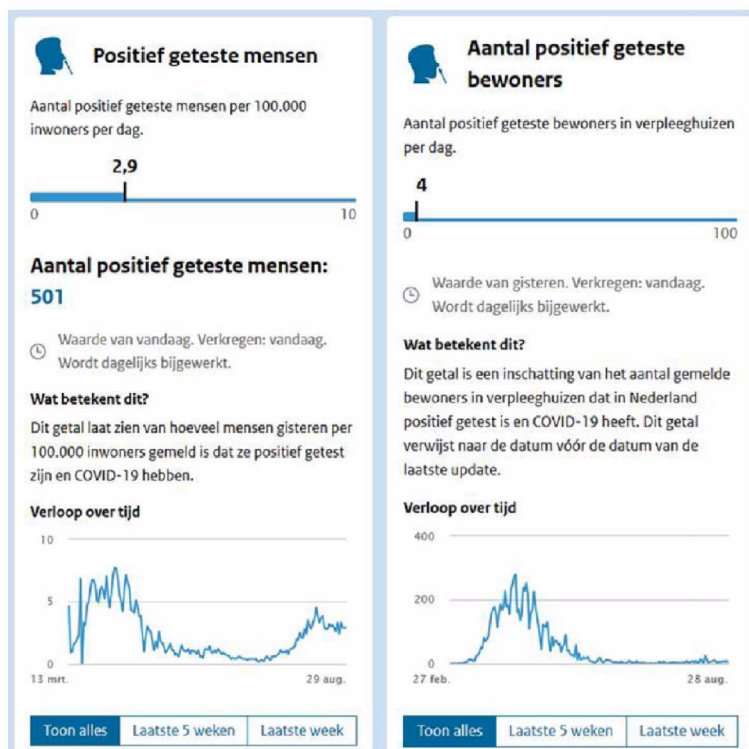 Positief geteste mensen
Aantal positief geteste mensen per 100.000
inwoners per dag.
2,9
0
10
Aantal positief geteste mensen:
501
Waarde van vandaag. Verkregen: vandaag.
Wordt dagelijks bijgewerkt.
Wat betekent dit?
Dit getal laat zien van hoeveel mensen gisteren per
100.000 inwoners gemeld is dat ze positief getest
zijn en COVID-19 hebben.
Verloop over tijd
10
5
0
13 mrt.
29 aug.
Toon alles
Laatste 5 weken
Laatste week
Aantal positief geteste
bewoners
Aantal positief geteste bewoners in verpleeghuizen
per dag.
4
0
100
Waarde van gisteren. Verkregen: vandaag.
Wordt dagelijks bijgewerkt.
Wat betekent dit?
Dit getal is een inschatting van het aantal gemelde
bewoners in verpleeghuizen dat in Nederland
positief getest is en COVID-19 heeft. Dit getal
verwijst naar de datum vóór de datum van de
laatste update.
Verloop over tijd
400
200
0
27 feb.
28 aug.
Toon alles
Laatste 5 weken
Laatste week